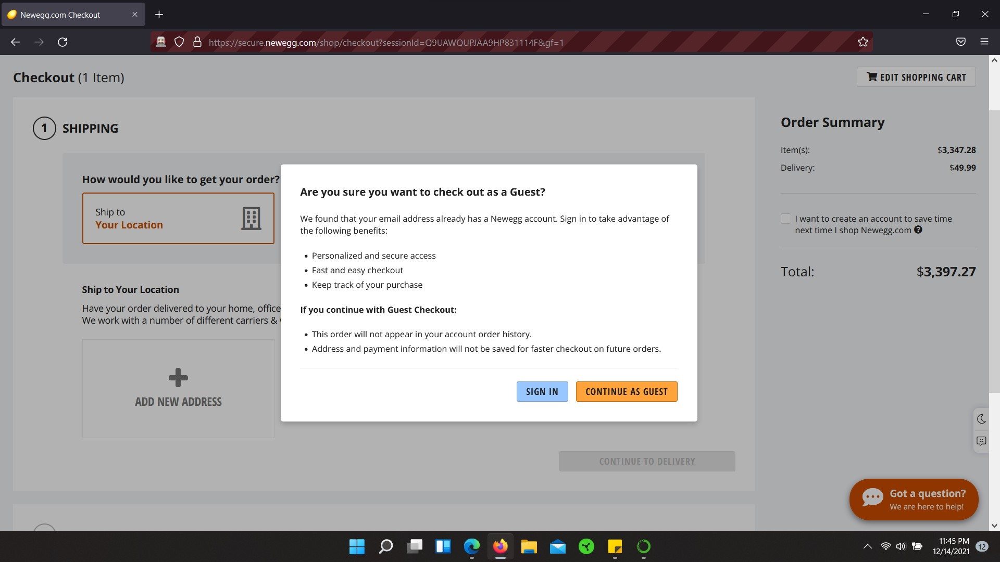 Newegg.com Checkout
https://secure.newegg.com/shop/checkout?sessionId=Q9UAWQUPJAA9HP831114F&gf=1
Checkout (1 Item)
EDIT SHOPPING CART
1 SHIPPING
How would you like to get your order?
Ship to
Your Location
Ship to Your Location
Have your order delivered to your home, office
We work with a number of different carriers &
ADD NEW ADDRESS
CONTINUE TO DELIVERY
Are you sure you want to check out as a Guest?
We found that your email address already has a Newegg account. Sign in to take advantage of
the following benefits:
• Personalized and secure access
• Fast and easy checkout
• Keep track of your purchase
If you continue with Guest Checkout:
• This order will not appear in your account order history.
• Address and payment information will not be saved for faster checkout on future orders.
SIGN IN
CONTINUE AS GUEST
Order Summary
Item(s): $3,347.28
Delivery: $49.99
I want to create an account to save time
next time I shop Newegg.com
Total: $3,397.27
Got a question?
We are here to help!
11:45 PM
12/14/2021
12